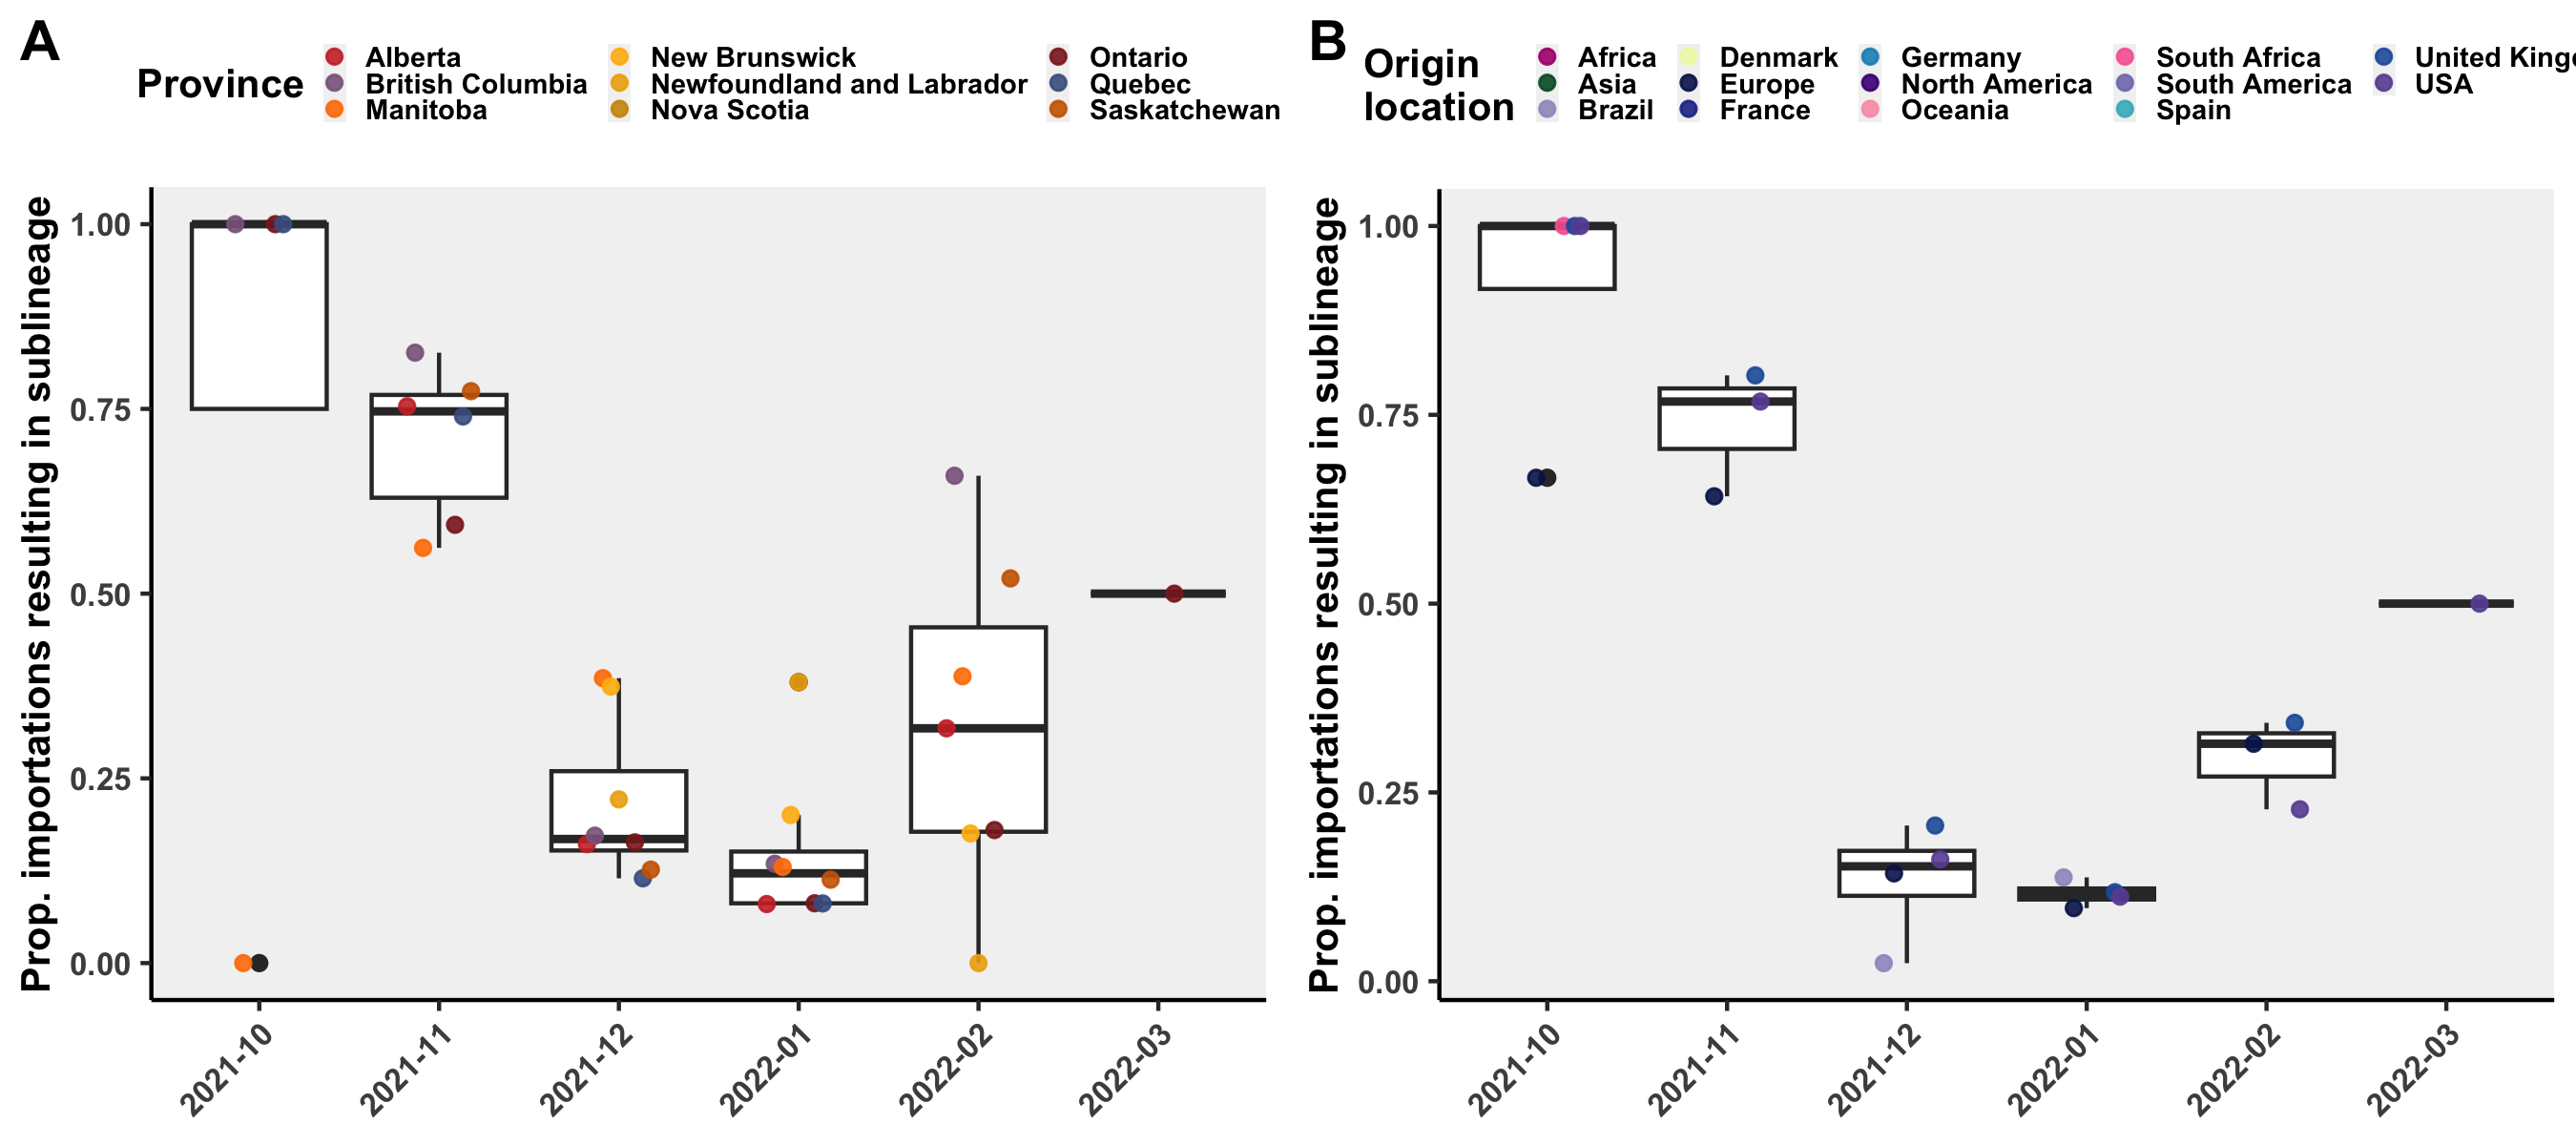 A
Province
Alberta
British Columbia
Manitoba
New Brunswick
Newfoundland and Labrador
Nova Scotia
Ontario
Quebec
Saskatchewan
Prop. importations resulting in sublineage
1.00
0.75
0.50
0.25
0.00
2021-10
2021-11
2021-12
2022-01
2022-02
2022-03
B
Origin
location
Africa
Asia
Brazil
Denmark
Europe
France
Germany
North America
Oceania
South Africa
South America
Spain
United King
USA
Prop. importations resulting in sublineage
1.00
0.75
0.50
0.25
0.00
2021-10
2021-11
2021-12
2022-01
2022-02
2022-03